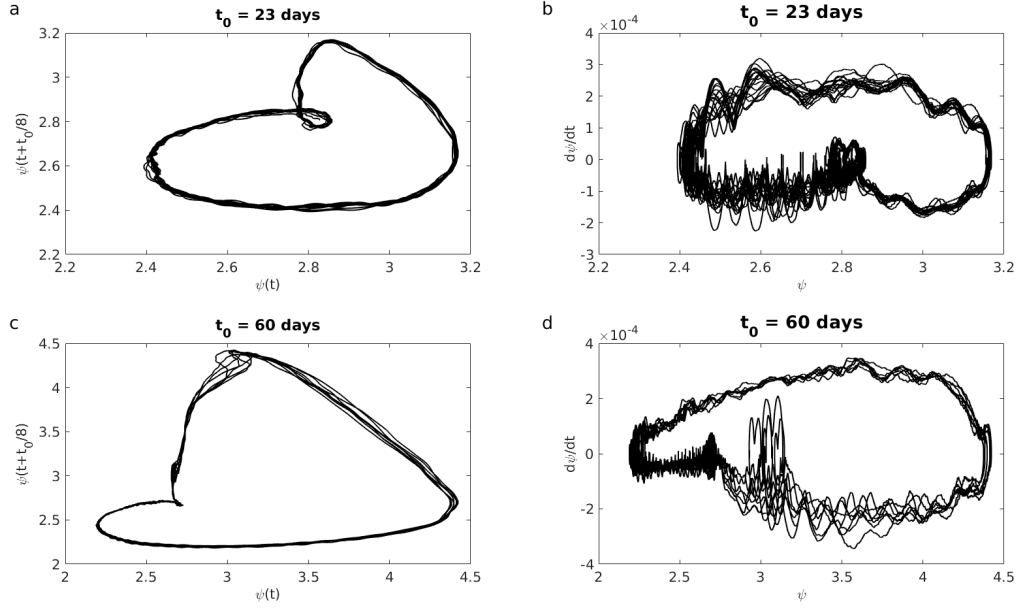 a
t0 = 23 days
3.2
3
2.8
2.6
2.4
2.2
ψ(t+t0/8)
2.2 2.4 2.6 2.8 3 3.2
ψ(t)
b
t0 = 23 days
×10-4
4
3
2
1
0
-1
-2
-3
dψ/dt
2.2 2.4 2.6 2.8 3 3.2
ψ
c
t0 = 60 days
4.5
4
3.5
3
2.5
2
ψ(t+t0/8)
2 2.5 3 3.5 4 4.5
ψ(t)
d
t0 = 60 days
×10-4
4
2
0
-2
-4
dψ/dt
2 2.5 3 3.5 4 4.5
ψ